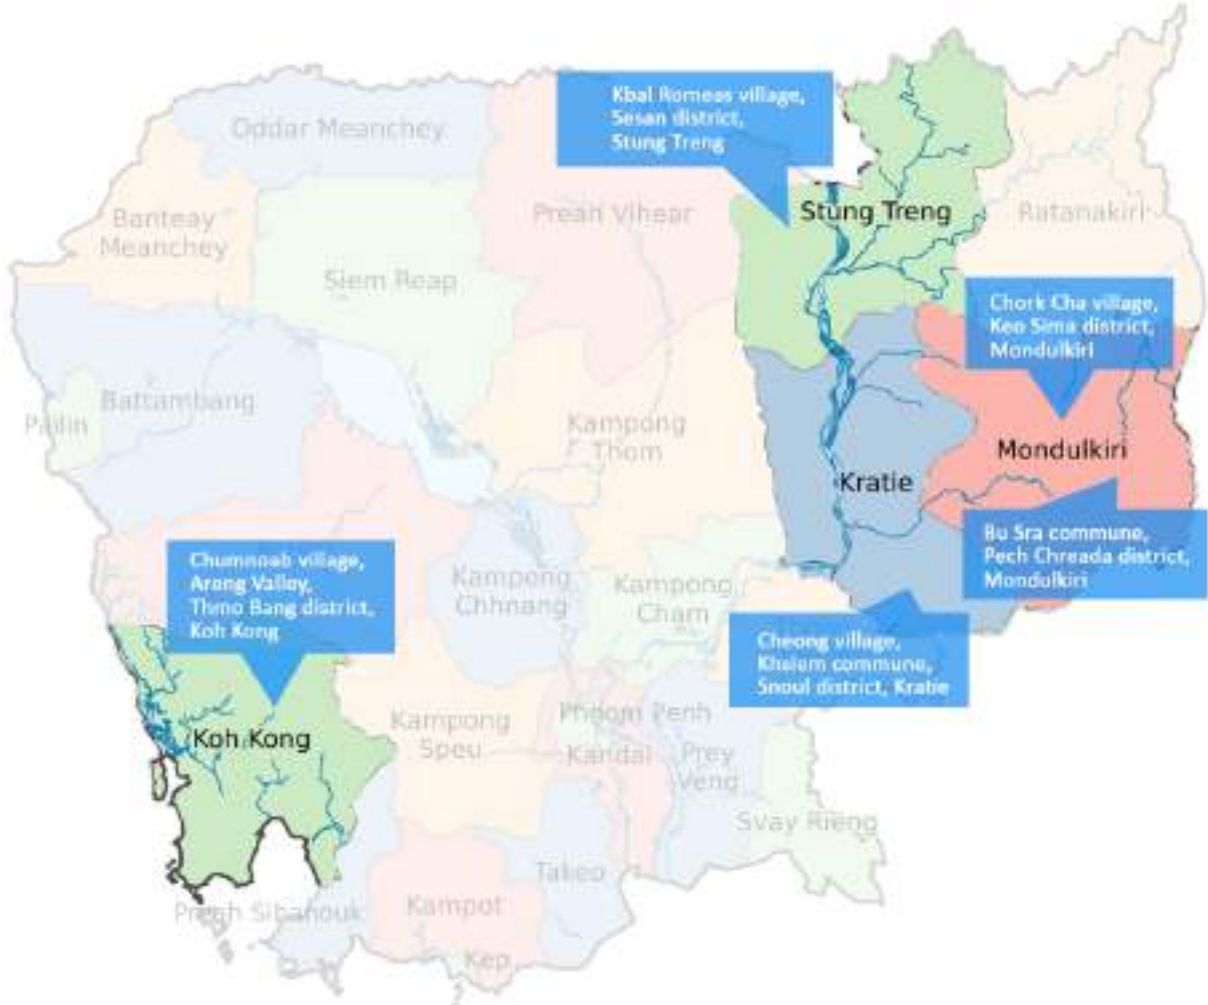 Kbal Romeas village,
Sesan district,
Stung Treng
Oddar Meanchey
Banteay
Meanchey
Preah Vihear
Stung Treng
Ratanakiri
Siem Reap
Chork Cha village,
Keo Sima district,
Mondulkiri
Battambang
Pailin
Kampong
Thom
Mondulkiri
Kratie
Bu Sra commune,
Pech Chreada district,
Mondulkiri
Chumnoab village,
Areng Valley,
Thmo Bang district,
Koh Kong
Kampong
Chhnang
Kampong
Cham
Cheong village,
Khsiem commune,
Snoul district, Kratie
Koh Kong
Kampong
Speu
Phnom Penh
Kandal
Prey
Veng
Svay Rieng
Takeo
Preah Sihanouk
Kampot
Kep